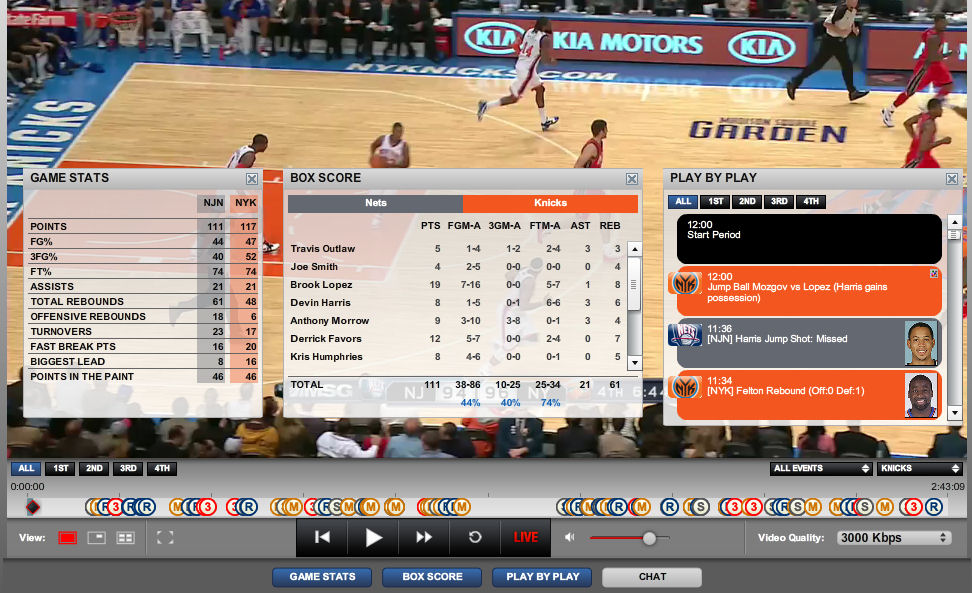 StateFarm
KIA
KIA MOTORS
KIA
NYKNICKS.COM
KNICKS
MADISON SQUARE
GARDEN
GAME STATS
NJN NYK
POINTS 111 117
FG% 44 47
3FG% 40 52
FT% 74 74
ASSISTS 21 21
TOTAL REBOUNDS 61 48
OFFENSIVE REBOUNDS 18 6
TURNOVERS 23 17
FAST BREAK PTS 16 20
BIGGEST LEAD 8 16
POINTS IN THE PAINT 46 46
BOX SCORE
Nets Knicks
PTS FGM-A 3GM-A FTM-A AST REB
Travis Outlaw 5 1-4 1-2 2-4 3 3
Joe Smith 4 2-5 0-0 0-0 0 4
Brook Lopez 19 7-16 0-0 5-7 1 8
Devin Harris 8 1-5 0-1 6-6 3 6
Anthony Morrow 9 3-10 3-8 0-1 3 4
Derrick Favors 12 5-7 0-0 2-4 0 7
Kris Humphries 8 4-6 0-0 0-1 0 5
TOTAL 111 38-86 10-25 25-34 21 61
44% 40% 74%
MSG NJ 94 96 NY 4TH 6:44
PLAY BY PLAY
ALL 1ST 2ND 3RD 4TH
12:00
Start Period
12:00
Jump Ball Mozgov vs Lopez (Harris gains
possession)
NETS
11:36
[NJN] Harris Jump Shot: Missed
11:34
[NYK] Felton Rebound (Off:0 Def:1)
ALL 1ST 2ND 3RD 4TH
ALL EVENTS KNICKS
0:00:00 2:43:09
View:
LIVE
Video Quality: 3000 Kbps
GAME STATS BOX SCORE PLAY BY PLAY CHAT